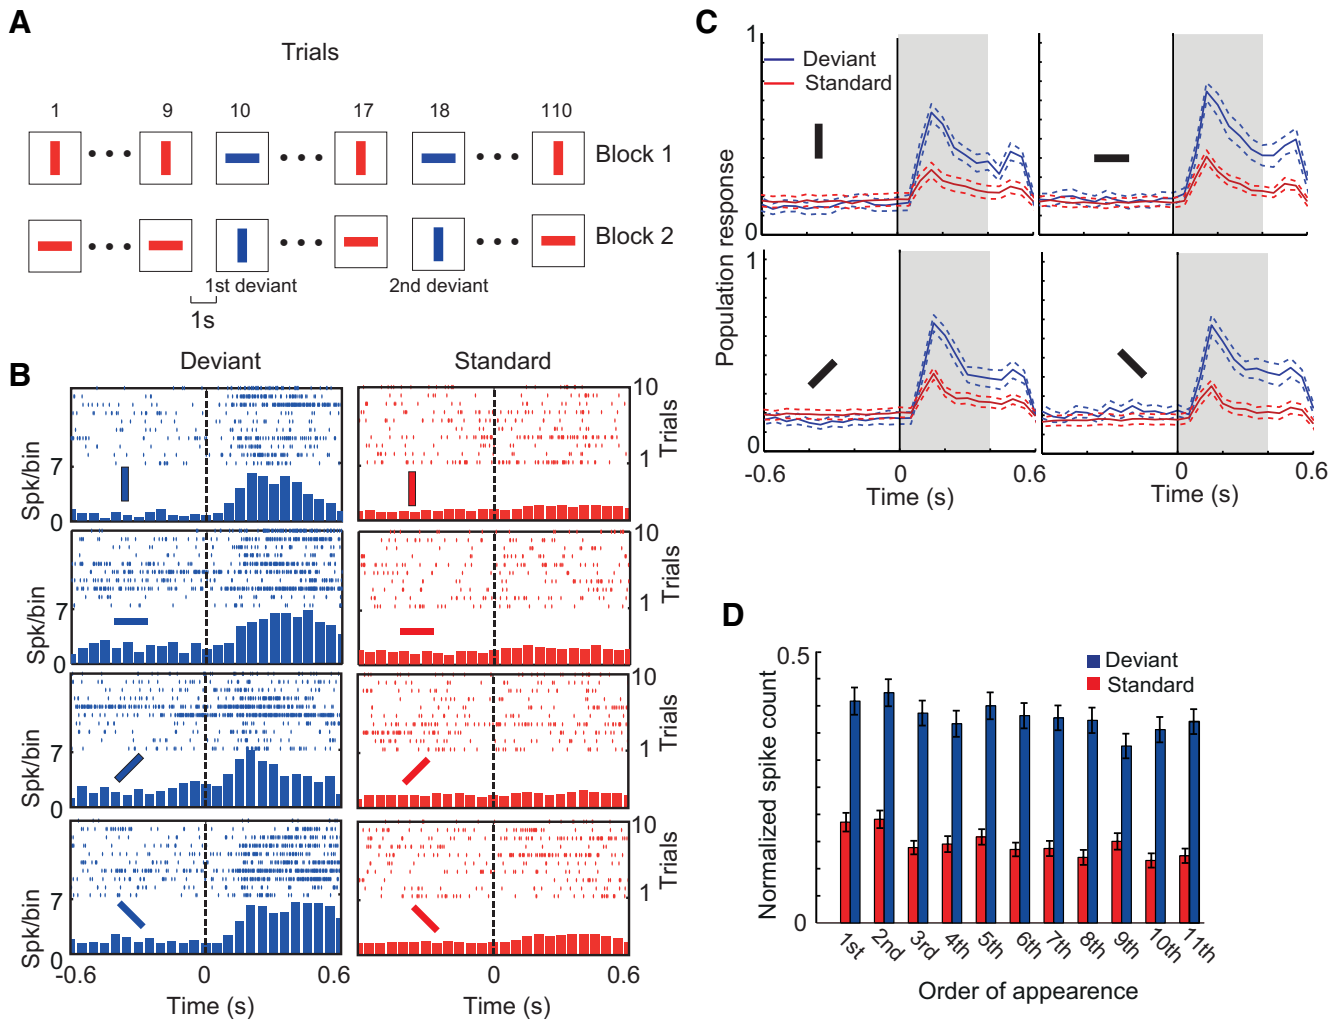 A
Trials
1 9 10 17 18 110
Block 1
Block 2
1st deviant 2nd deviant
1s
B
Deviant Standard
10
Trials
1
7
Spk/bin
0
10
Trials
1
7
Spk/bin
0
10
Trials
1
7
Spk/bin
0
10
Trials
1
7
Spk/bin
0
-0.6 0 0.6 0 0.6
Time (s) Time (s)
C
1
Deviant
Standard
0
Population response
1
0
-0.6 0 0.6 0 0.6
Time (s) Time (s)
D
0.5
Deviant
Standard
Normalized spike count
0
1st 2nd 3rd 4th 5th 6th 7th 8th 9th 10th 11th
Order of appearence